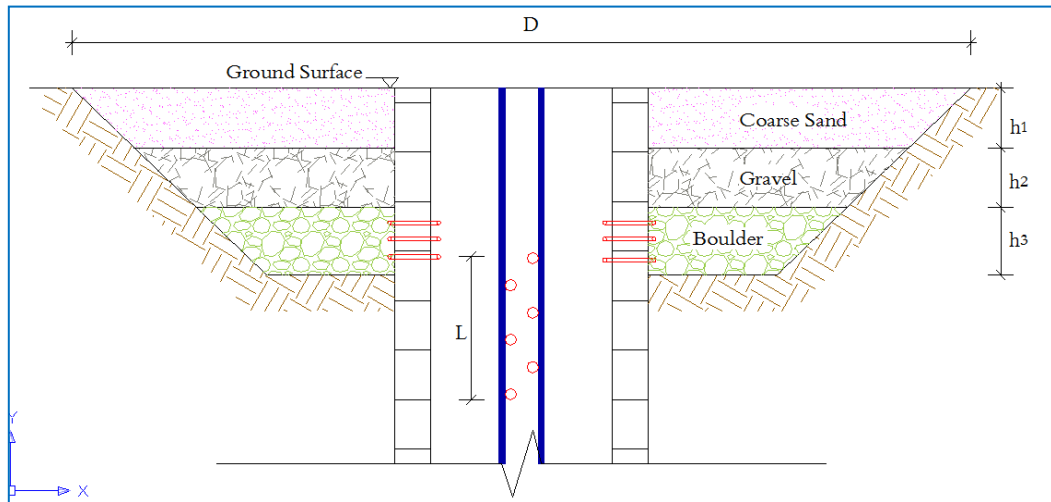 D
Ground Surface
Coarse Sand
h1
Gravel
h2
Boulder
h3
L
Y
X